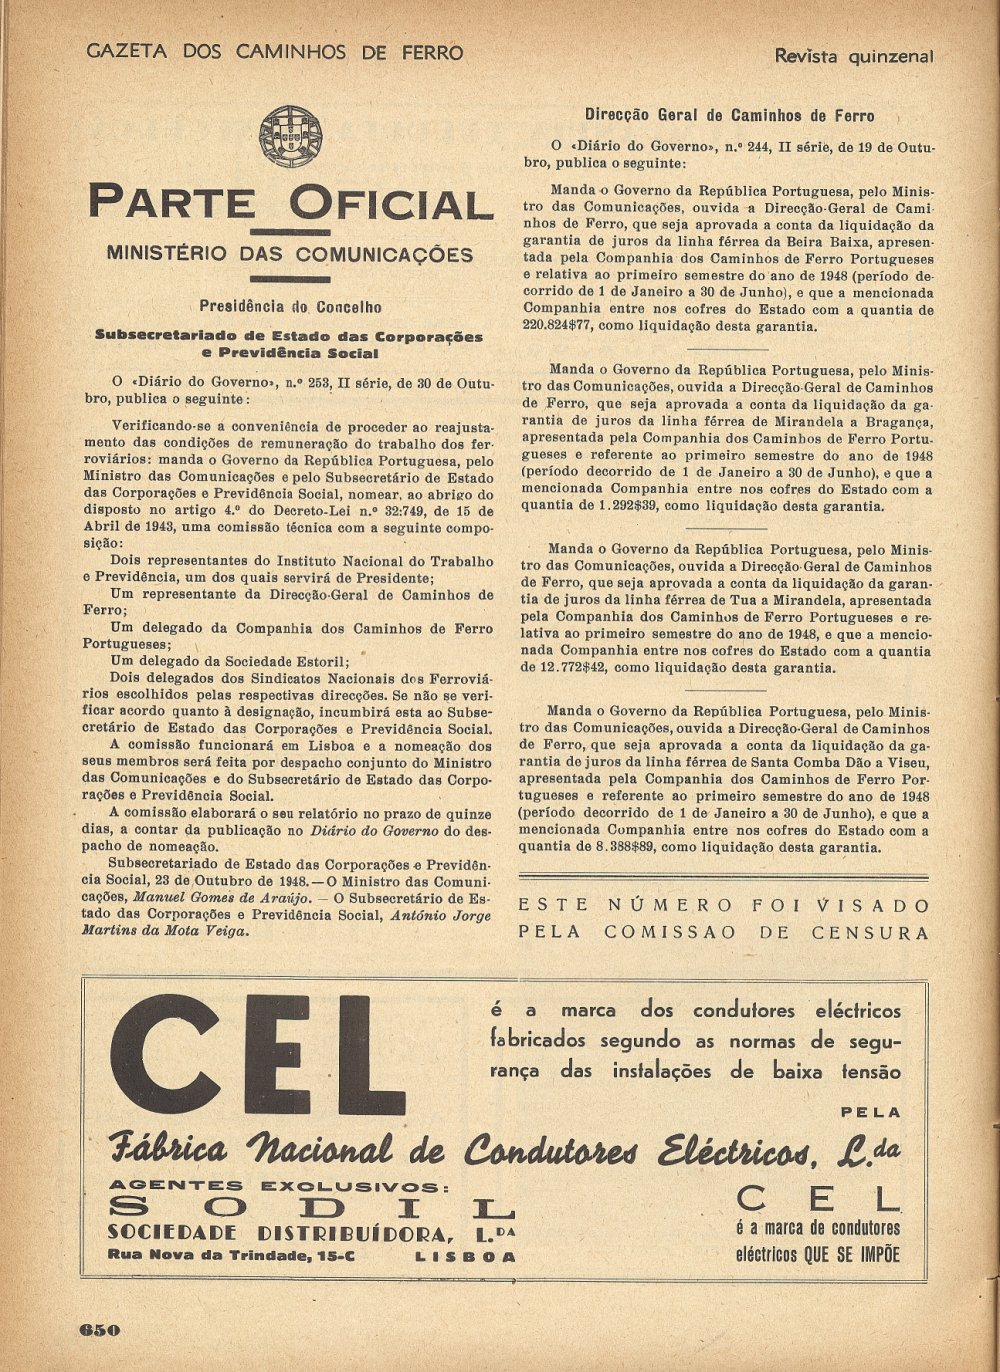 GAZETA DOS CAMINHOS DE FERRO
Revista quinzenal
PARTE OFICIAL
MINISTÉRIO DAS COMUNICAÇÕES
Presidência do Concelho
Subsecretariado de Estado das Corporações
e Previdência Social
O «Diário do Governo», n.º 253, II série, de 30 de Outu-
bro, publica o seguinte:
Verificando-se a conveniência de proceder ao reajusta-
mento das condições de remuneração do trabalho dos fer-
roviários: manda o Governo da República Portuguesa, pelo
Ministro das Comunicações e pelo Subsecretário de Estado
das Corporações e Previdência Social, nomear, ao abrigo do
disposto no artigo 4.º do Decreto-Lei n.º 32:749, de 15 de
Abril de 1943, uma comissão técnica com a seguinte compo-
sição:
Dois representantes do Instituto Nacional do Trabalho
e Previdência, um dos quais servirá de Presidente;
Um representante da Direcção-Geral de Caminhos de
Ferro;
Um delegado da Companhia dos Caminhos de Ferro
Portugueses;
Um delegado da Sociedade Estoril;
Dois delegados dos Sindicatos Nacionais dos Ferroviá-
rios escolhidos pelas respectivas direcções. Se não se veri-
ficar acordo quanto à designação, incumbirá esta ao Subse-
cretário de Estado das Corporações e Previdência Social.
A comissão funcionará em Lisboa e a nomeação dos
seus membros será feita por despacho conjunto do Ministro
das Comunicações e do Subsecretário de Estado das Corpo-
rações e Previdência Social.
A comissão elaborará o seu relatório no prazo de quinze
dias, a contar da publicação no Diário do Governo do des-
pacho de nomeação.
Subsecretariado de Estado das Corporações e Previdên-
cia Social, 23 de Outubro de 1948.—O Ministro das Comuni-
cações, Manuel Gomes de Araújo. — O Subsecretário de Es-
tado das Corporações e Previdência Social, António Jorge
Martins da Mota Veiga.
Direcção Geral de Caminhos de Ferro
O «Diário do Governo», n.º 244, II série, de 19 de Outu-
bro, publica o seguinte:
Manda o Governo da República Portuguesa, pelo Minis-
tro das Comunicações, ouvida a Direcção-Geral de Cami-
nhos de Ferro, que seja aprovada a conta da liquidação da
garantia de juros da linha férrea da Beira Baixa, apresen-
tada pela Companhia dos Caminhos de Ferro Portugueses
e relativa ao primeiro semestre do ano de 1948 (período de-
corrido de 1 de Janeiro a 30 de Junho), e que a mencionada
Companhia entre nos cofres do Estado com a quantia de
220.824$77, como liquidação desta garantia.
Manda o Governo da República Portuguesa, pelo Minis-
tro das Comunicações, ouvida a Direcção-Geral de Caminhos
de Ferro, que seja aprovada a conta da liquidação da ga-
rantia de juros da linha férrea de Mirandela a Bragança,
apresentada pela Companhia dos Caminhos de Ferro Portu-
gueses e referente ao primeiro semestre do ano de 1948
(período decorrido de 1 de Janeiro a 30 de Junho), e que a
mencionada Companhia entre nos cofres do Estado com a
quantia de 1.292$39, como liquidação desta garantia.
Manda o Governo da República Portuguesa, pelo Minis-
tro das Comunicações, ouvida a Direcção-Geral de Caminhos
de Ferro, que seja aprovada a conta da liquidação da garan-
tia de juros da linha férrea de Tua a Mirandela, apresentada
pela Companhia dos Caminhos de Ferro Portugueses e re-
lativa ao primeiro semestre do ano de 1948, e que a mencio-
nada Companhia entre nos cofres do Estado com a quantia
de 12.772$42, como liquidação desta garantia.
Manda o Governo da República Portuguesa, pelo Minis-
tro das Comunicações, ouvida a Direcção-Geral de Caminhos
de Ferro, que seja aprovada a conta da liquidação da ga-
rantia de juros da linha férrea de Santa Comba Dão a Viseu,
apresentada pela Companhia dos Caminhos de Ferro Por-
tugueses e referente ao primeiro semestre do ano de 1948
(período decorrido de 1 de Janeiro a 30 de Junho), e que a
mencionada Companhia entre nos cofres do Estado com a
quantia de 8.388$89, como liquidação desta garantia.
ESTE NÚMERO FOI VISADO
PELA COMISSAO DE CENSURA
CEL
é a marca dos condutores eléctricos
fabricados segundo as normas de segu-
rança das instalações de baixa tensão
PELA
Fábrica Nacional de Condutores Eléctricos, L.da
AGENTES EXCLUSIVOS:
SODIL
SOCIEDADE DISTRIBUÍDORA, L.DA
Rua Nova da Trindade, 15-C LISBOA
CEL
é a marca de condutores
eléctricos QUE SE IMPÕE
650